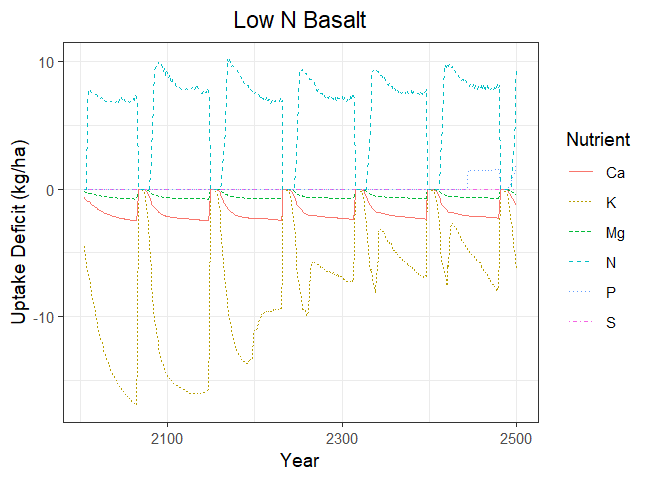 Low N Basalt
Uptake Deficit (kg/ha)
10
0
-10
2100
2300
2500
Year
Nutrient
Ca
K
Mg
N
P
S